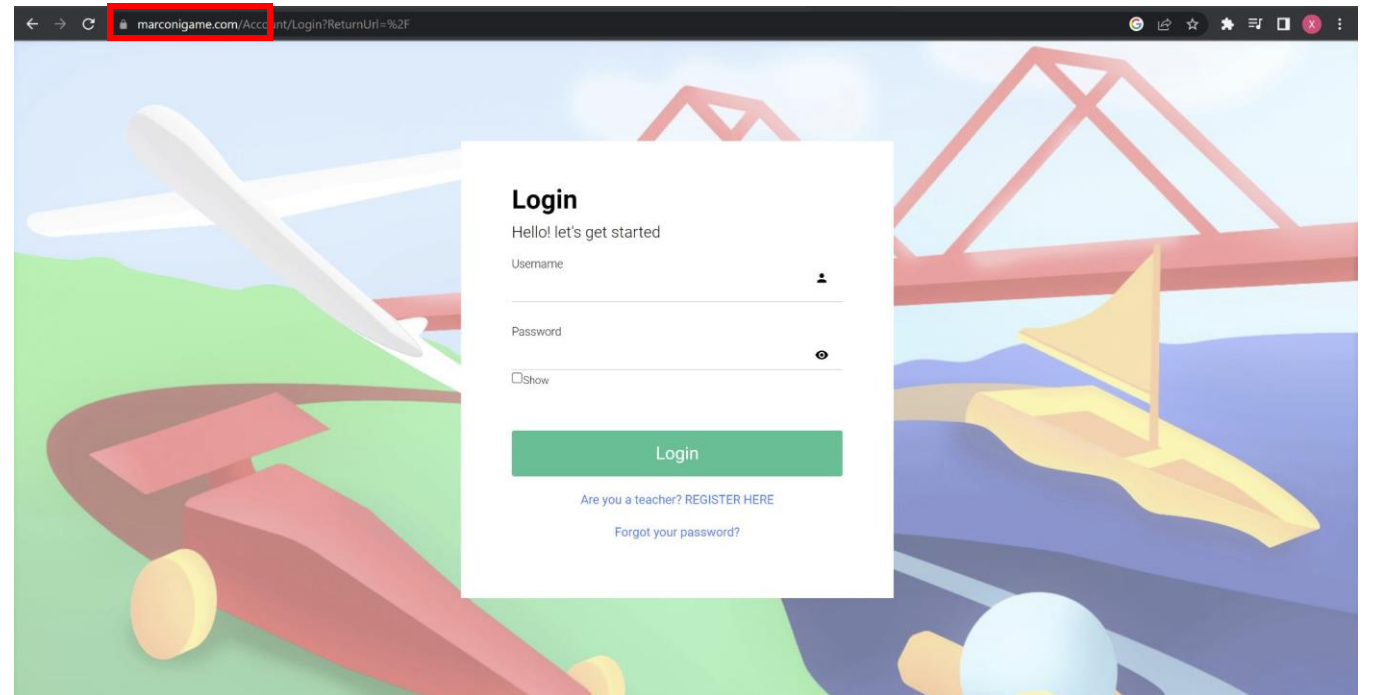 marconigame.com/Account/Login?ReturnUrl=%2F
X
Login
Hello! let's get started
Username
Password
Show
Login
Are you a teacher? REGISTER HERE
Forgot your password?